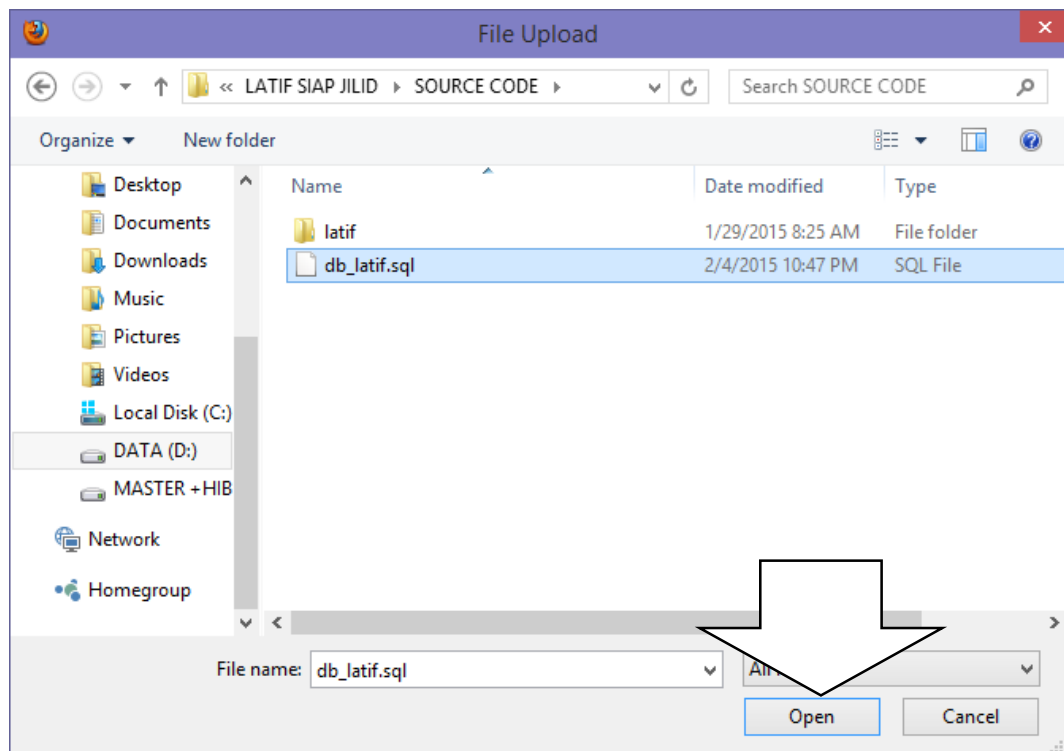 File Upload
« LATIF SIAP JILID SOURCE CODE
Search SOURCE CODE
Organize New folder
Name Date modified Type
Desktop
Documents
Downloads
Music
Pictures
Videos
Local Disk (C:)
DATA (D:)
MASTER +HIB
Network
Homegroup
latif 1/29/2015 8:25 AM File folder
db_latif.sql 2/4/2015 10:47 PM SQL File
File name: db_latif.sql
Open Cancel